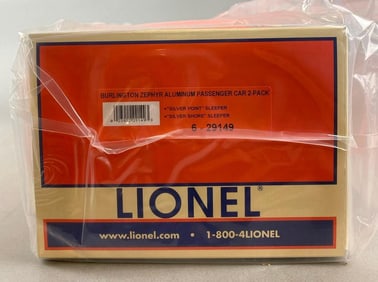 BURLINGTON ZEPHYR ALUMINUM PASSENGER CAR 2-PACK
•"SILVER POINT" SLEEPER
•"SILVER SHORE" SLEEPER
6 - 29149
LIONEL®
www.lionel.com • 1-800-4LIONEL